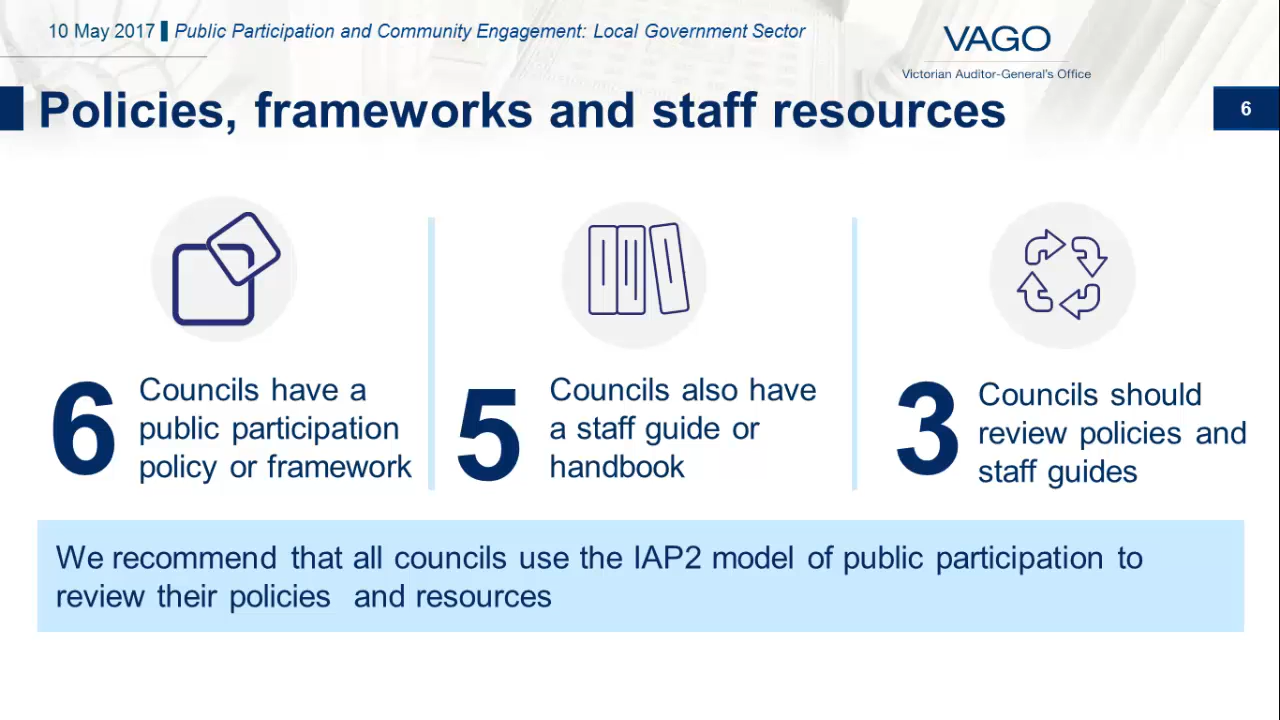 10 May 2017 Public Participation and Community Engagement: Local Government Sector
VAGO
Victorian Auditor-General's Office
Policies, frameworks and staff resources
6
6
Councils have a
public participation
policy or framework
5
Councils also have
a staff guide or
handbook
3
Councils should
review policies and
staff guides
We recommend that all councils use the IAP2 model of public participation to
review their policies and resources